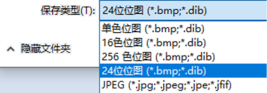 保存类型(T): 24位位图 (*.bmp;*.dib)
单色位图 (*.bmp;*.dib)
16色位图 (*.bmp;*.dib)
256 色位图 (*.bmp;*.dib)
24位位图 (*.bmp;*.dib)
JPEG (*.jpg;*.jpeg;*.jpe;*.jfif)
隐藏文件夹